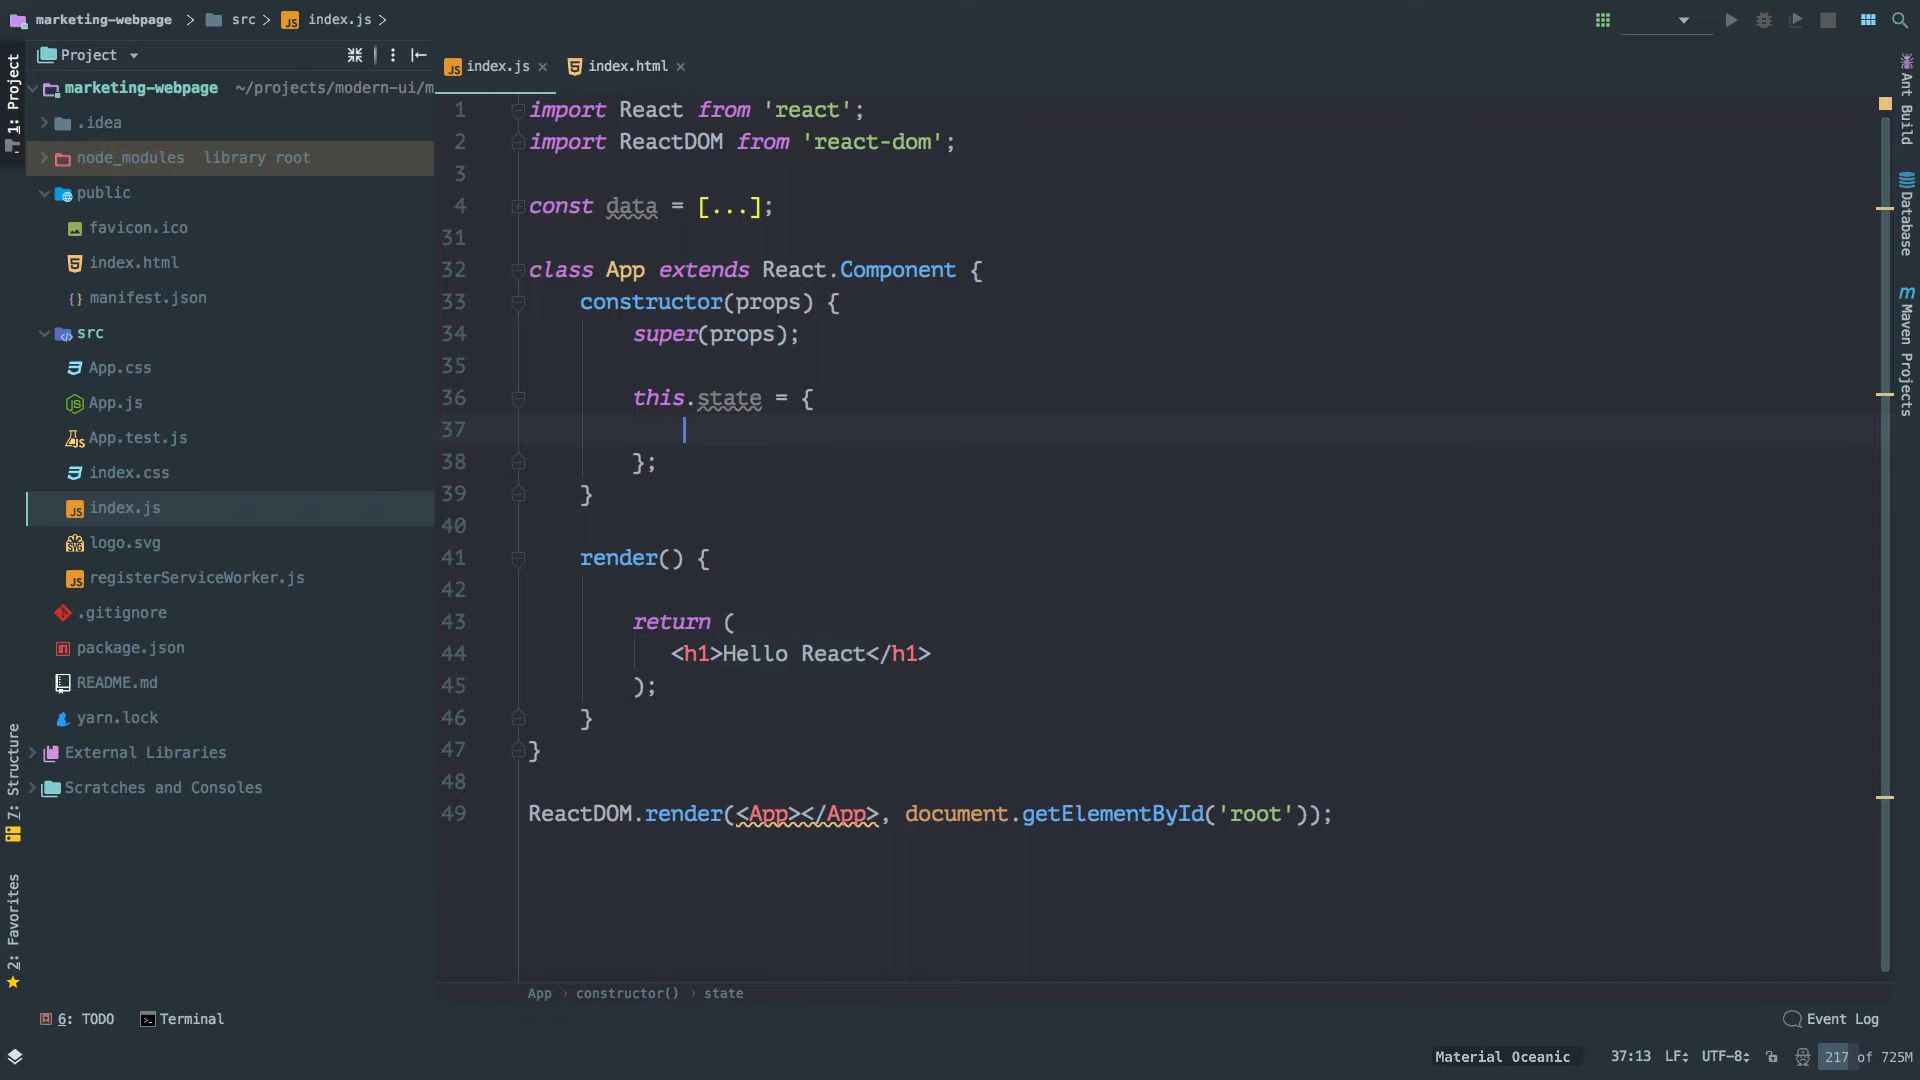 marketing-webpage
src
index.js
1: Project
Project
marketing-webpage ~/projects/modern-ui/m
.idea
node_modules library root
public
favicon.ico
index.html
manifest.json
src
App.css
App.js
App.test.js
index.css
index.js
logo.svg
registerServiceWorker.js
.gitignore
package.json
README.md
yarn.lock
External Libraries
Scratches and Consoles
7: Structure
2: Favorites
index.js
index.html
1 import React from 'react';
2 import ReactDOM from 'react-dom';
3
4 const data = [...];
31
32 class App extends React.Component {
33 constructor(props) {
34 super(props);
35
36 this.state = {
37
38 };
39 }
40
41 render() {
42
43 return (
44 <h1>Hello React</h1>
45 );
46 }
47 }
48
49 ReactDOM.render(<App></App>, document.getElementById('root'));
App › constructor() › state
Ant Build
Database
Maven Projects
6: TODO
Terminal
Event Log
Material Oceanic
37:13
LF
UTF-8
217 of 725M